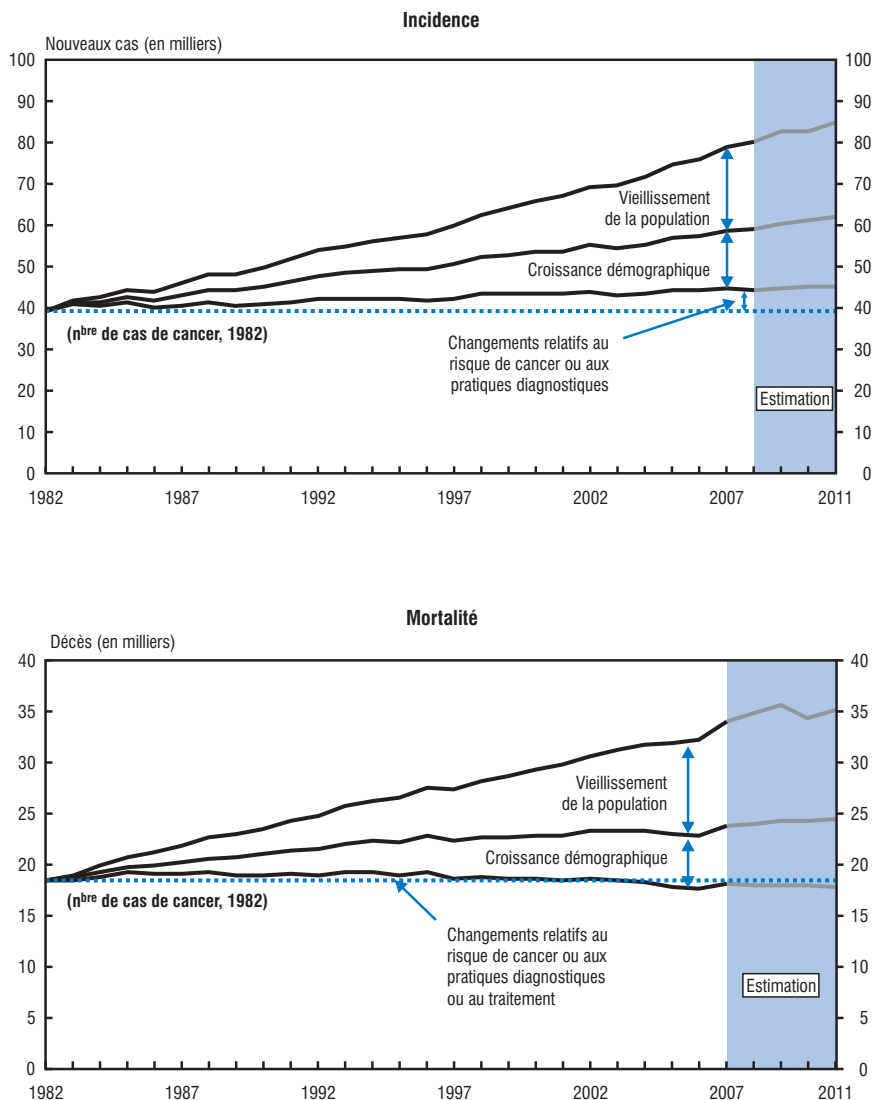 Incidence
Nouveaux cas (en milliers)
100 100
90 90
80 80
70 70
Vieillissement
de la population
60 60
50 50
Croissance démographique
40 40
(nbre de cas de cancer, 1982)
Changements relatifs au
risque de cancer ou aux
pratiques diagnostiques
30 30
20 20
Estimation
10 10
0 0
1982 1987 1992 1997 2002 2007 2011
Mortalité
Décès (en milliers)
40 40
35 35
30 30
Vieillissement
de la population
25 25
Croissance démographique
20 20
(nbre de cas de cancer, 1982)
15 15
Changements relatifs au
risque de cancer ou aux
pratiques diagnostiques
ou au traitement
10 10
Estimation
5 5
0 0
1982 1987 1992 1997 2002 2007 2011